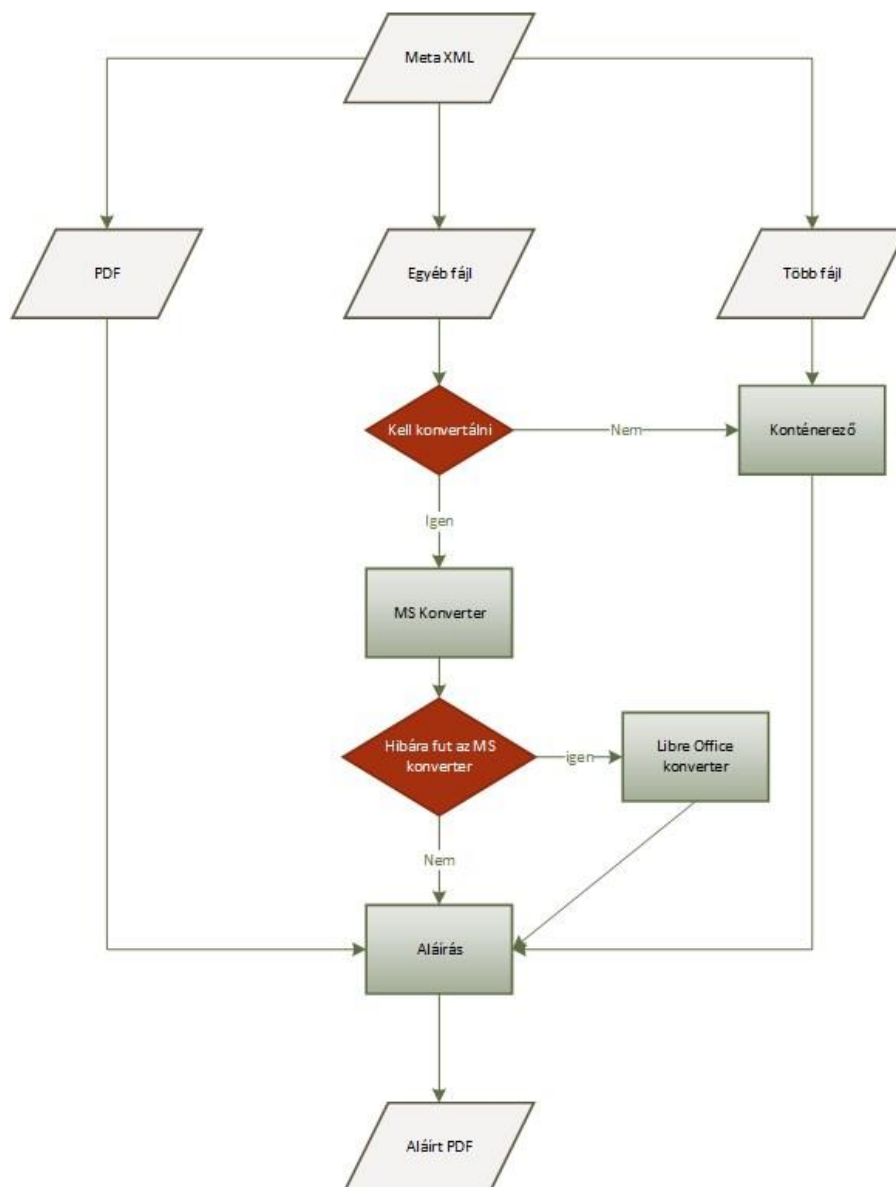 Meta XML
PDF
Egyéb fájl
Több fájl
Kell konvertálni
Nem
Konténerező
Igen
MS Konverter
Hibára fut az MS
konverter
igen
Libre Office
konverter
Nem
Aláírás
Aláírt PDF